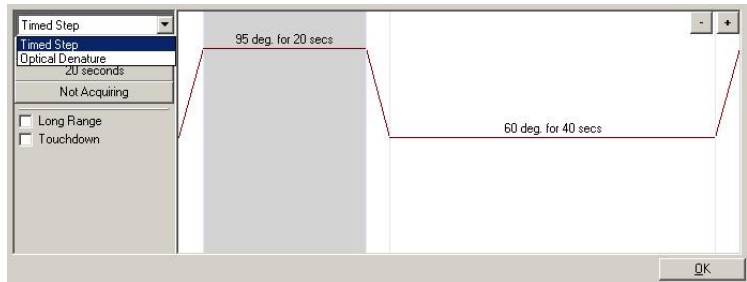 Timed Step
Timed Step
Optical Denature
20 seconds
Not Acquiring
Long Range
Touchdown
95 deg. for 20 secs
60 deg. for 40 secs
- +
OK